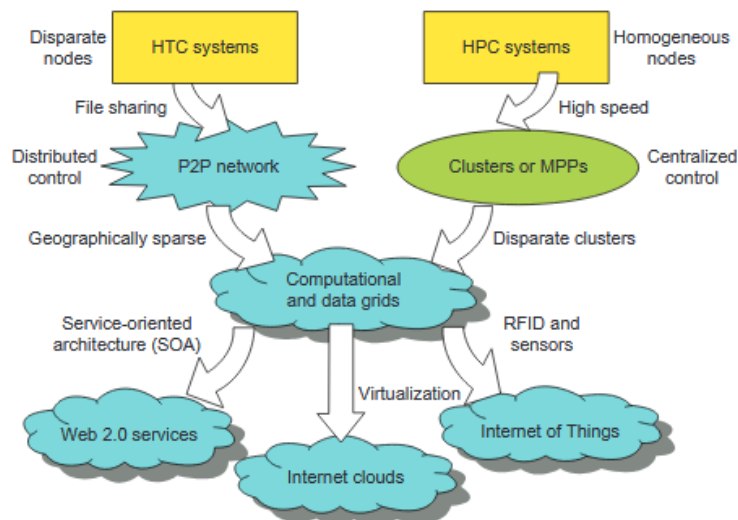 Disparate
nodes
HTC systems
HPC systems
Homogeneous
nodes
File sharing
High speed
Distributed
control
P2P network
Clusters or MPPs
Centralized
control
Geographically sparse
Disparate clusters
Computational
and data grids
Service-oriented
architecture (SOA)
RFID and
sensors
Virtualization
Web 2.0 services
Internet of Things
Internet clouds